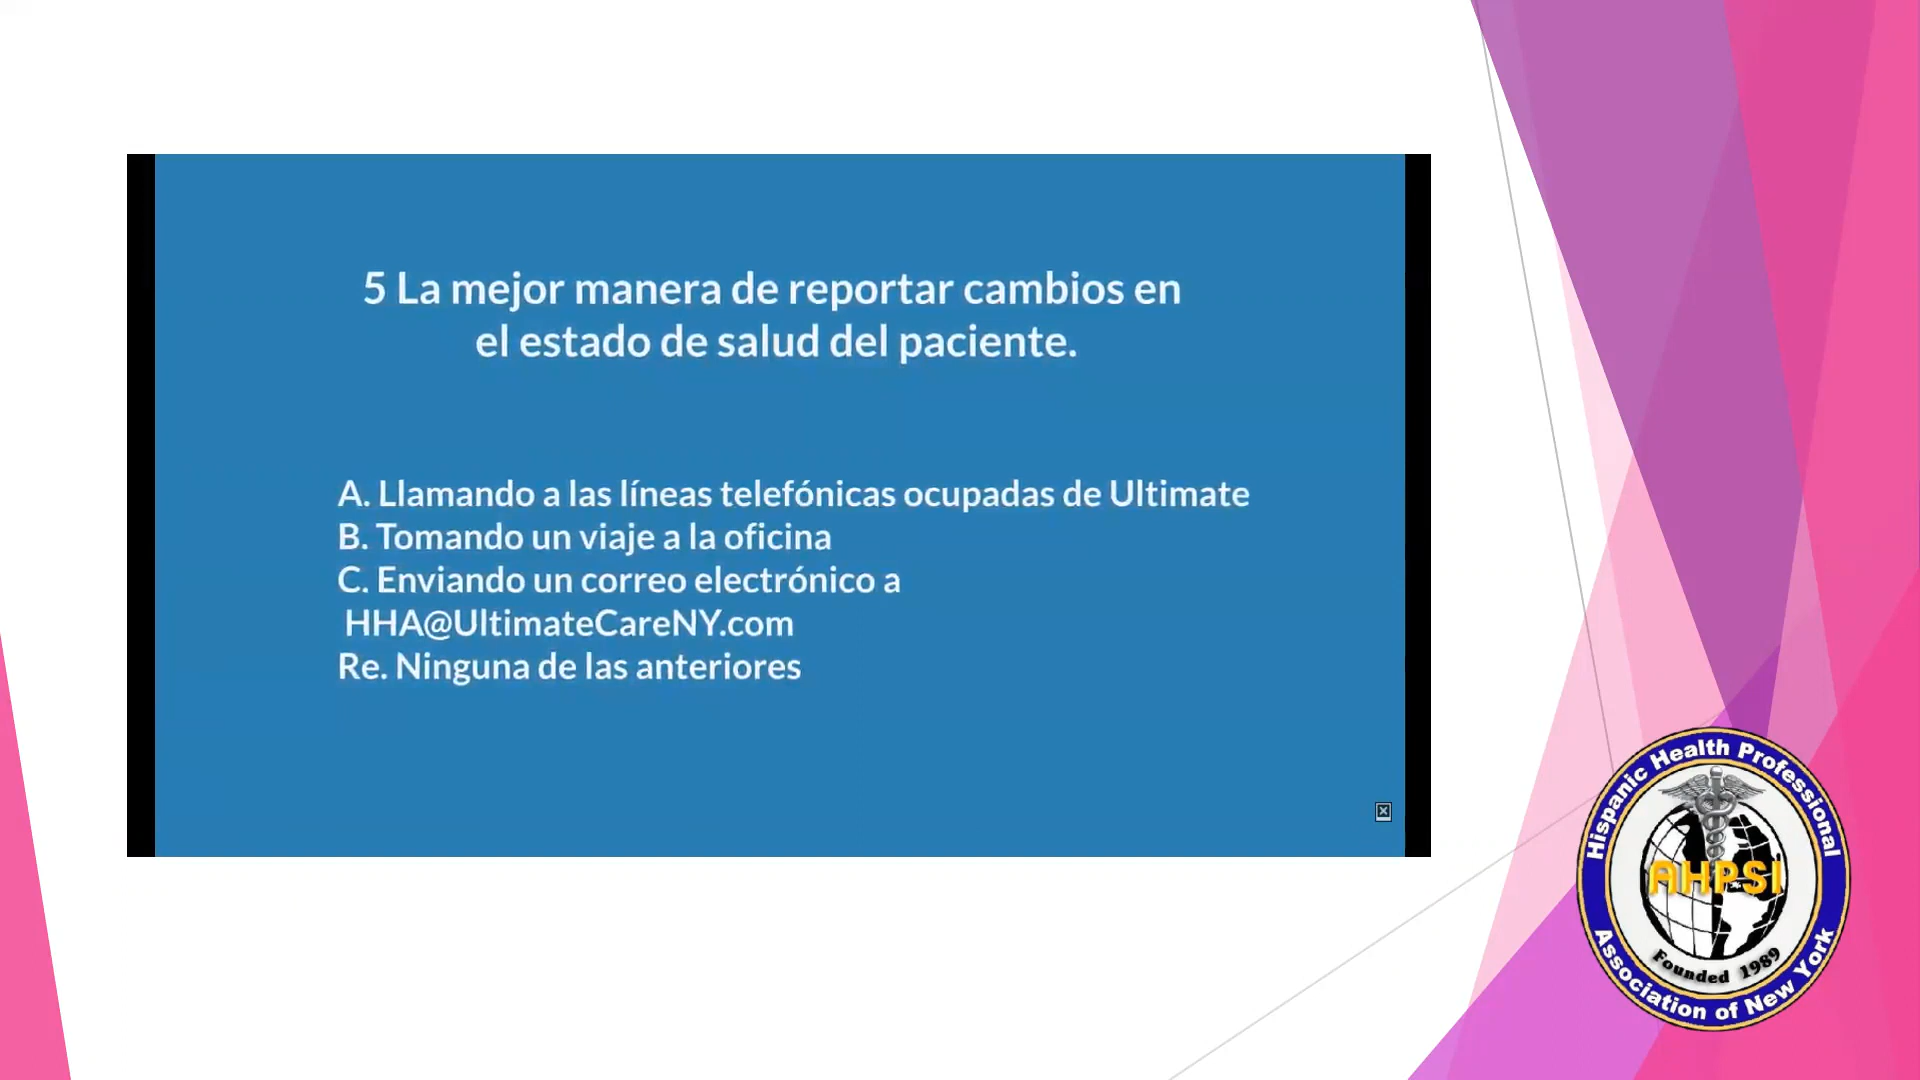 5 La mejor manera de reportar cambios en
el estado de salud del paciente.
A. Llamando a las líneas telefónicas ocupadas de Ultimate
B. Tomando un viaje a la oficina
C. Enviando un correo electrónico a
HHA@UltimateCareNY.com
Re. Ninguna de las anteriores
Hispanic Health Professional
AHPSI
Founded 1989
Association of New York